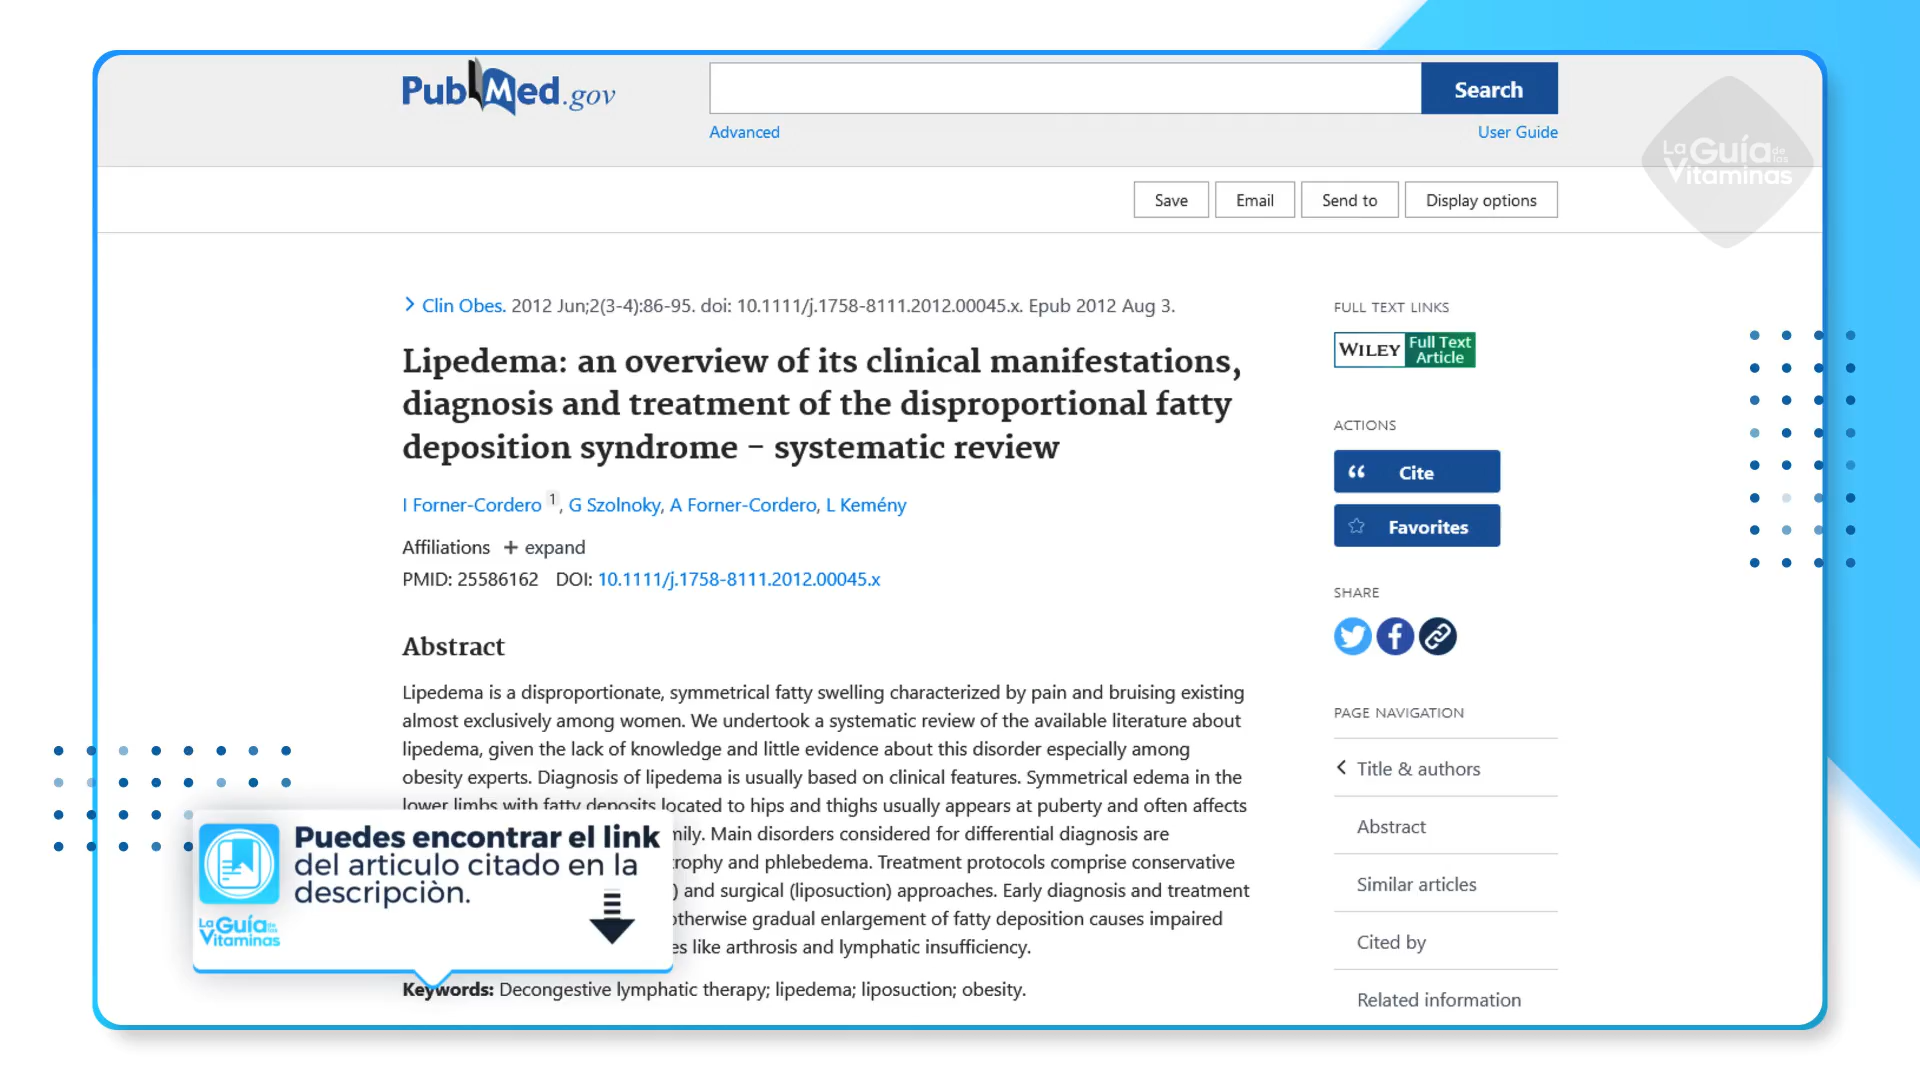 PubMed.gov
Search
Advanced
User Guide
La Guía de las Vitaminas
Save
Email
Send to
Display options
Clin Obes. 2012 Jun;2(3-4):86-95. doi: 10.1111/j.1758-8111.2012.00045.x. Epub 2012 Aug 3.
Lipedema: an overview of its clinical manifestations,
diagnosis and treatment of the disproportional fatty
deposition syndrome – systematic review
I Forner-Cordero 1, G Szolnoky, A Forner-Cordero, L Kemény
Affiliations + expand
PMID: 25586162 DOI: 10.1111/j.1758-8111.2012.00045.x
Abstract
Lipedema is a disproportionate, symmetrical fatty swelling characterized by pain and bruising existing
almost exclusively among women. We undertook a systematic review of the available literature about
lipedema, given the lack of knowledge and little evidence about this disorder especially among
obesity experts. Diagnosis of lipedema is usually based on clinical features. Symmetrical edema in the
lower limbs with fatty deposits located to hips and thighs usually appears at puberty and often affects
mily. Main disorders considered for differential diagnosis are
trophy and phlebedema. Treatment protocols comprise conservative
) and surgical (liposuction) approaches. Early diagnosis and treatment
otherwise gradual enlargement of fatty deposition causes impaired
es like arthrosis and lymphatic insufficiency.
Keywords: Decongestive lymphatic therapy; lipedema; liposuction; obesity.
Puedes encontrar el link
del articulo citado en la
descripciòn.
La Guía de las Vitaminas
FULL TEXT LINKS
WILEY Full Text Article
ACTIONS
Cite
Favorites
SHARE
PAGE NAVIGATION
Title & authors
Abstract
Similar articles
Cited by
Related information